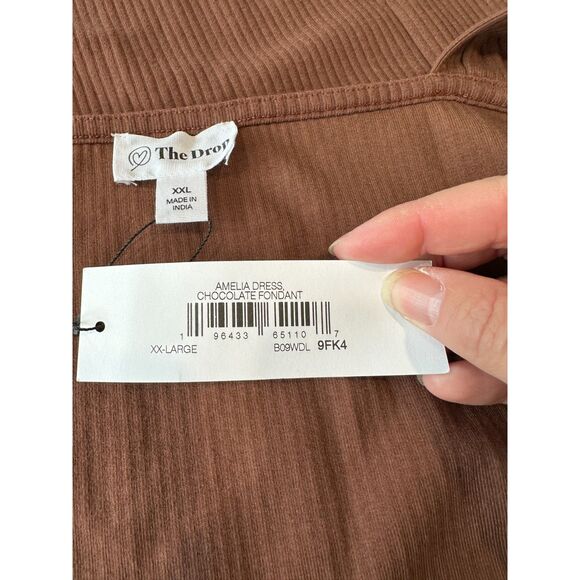 The Drop
XXL
MADE IN
INDIA
AMELIA DRESS,
CHOCOLATE FONDANT
1 96433 65110 7
XX-LARGE B09WDL 9FK4